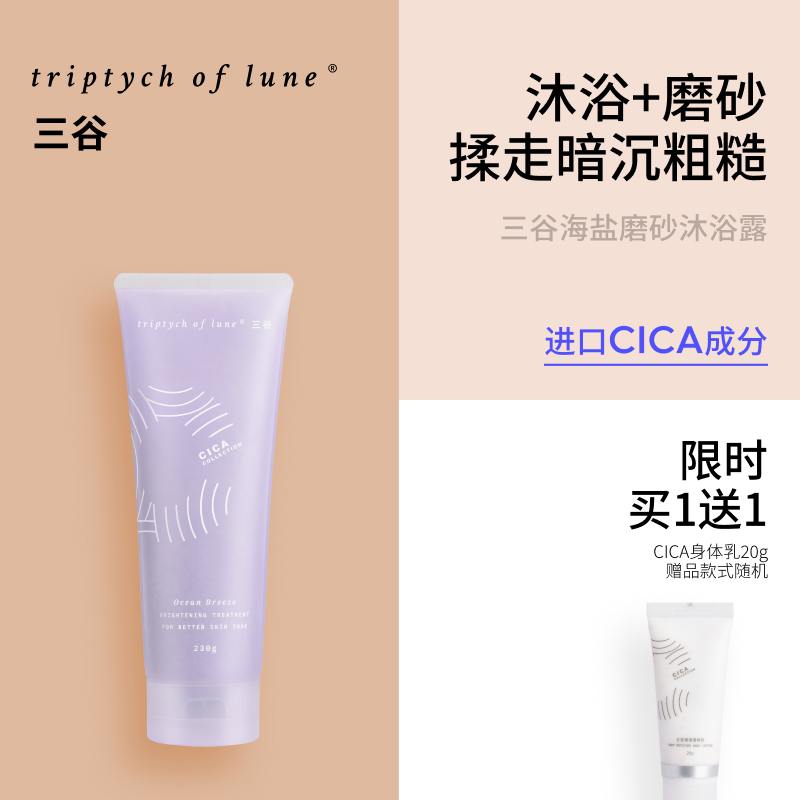 triptych of lune®
三谷
沐浴+磨砂
揉走暗沉粗糙
三谷海盐磨砂沐浴露
进口CICA成分
triptych of lune® 三谷
CICA
COLLECTION
Ocean Breeze
BRIGHTENING TREATMENT
FOR BETTER SKIN TONE
230g
限时
买1送1
CICA身体乳20g
赠品款式随机
CICA
COLLECTION
20g